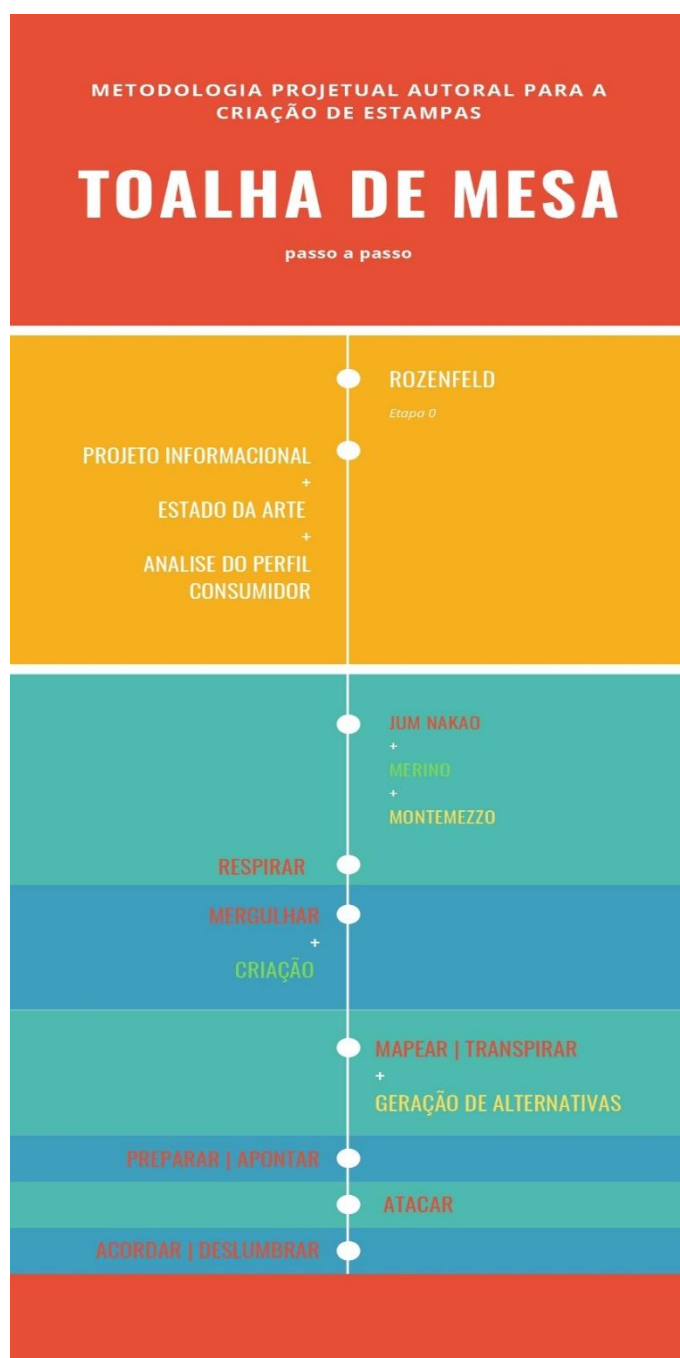 METODOLOGIA PROJETUAL AUTORAL PARA A
CRIAÇÃO DE ESTAMPAS
TOALHA DE MESA
passo a passo
ROZENFELD
Etapa 0
PROJETO INFORMACIONAL
+
ESTADO DA ARTE
+
ANALISE DO PERFIL
CONSUMIDOR
JUM NAKAO
+
MERINO
+
MONTEMEZZO
RESPIRAR
MERGULHAR
+
CRIAÇÃO
MAPEAR | TRANSPIRAR
+
GERAÇÃO DE ALTERNATIVAS
PREPARAR | APONTAR
ATACAR
ACORDAR | DESLUMBRAR